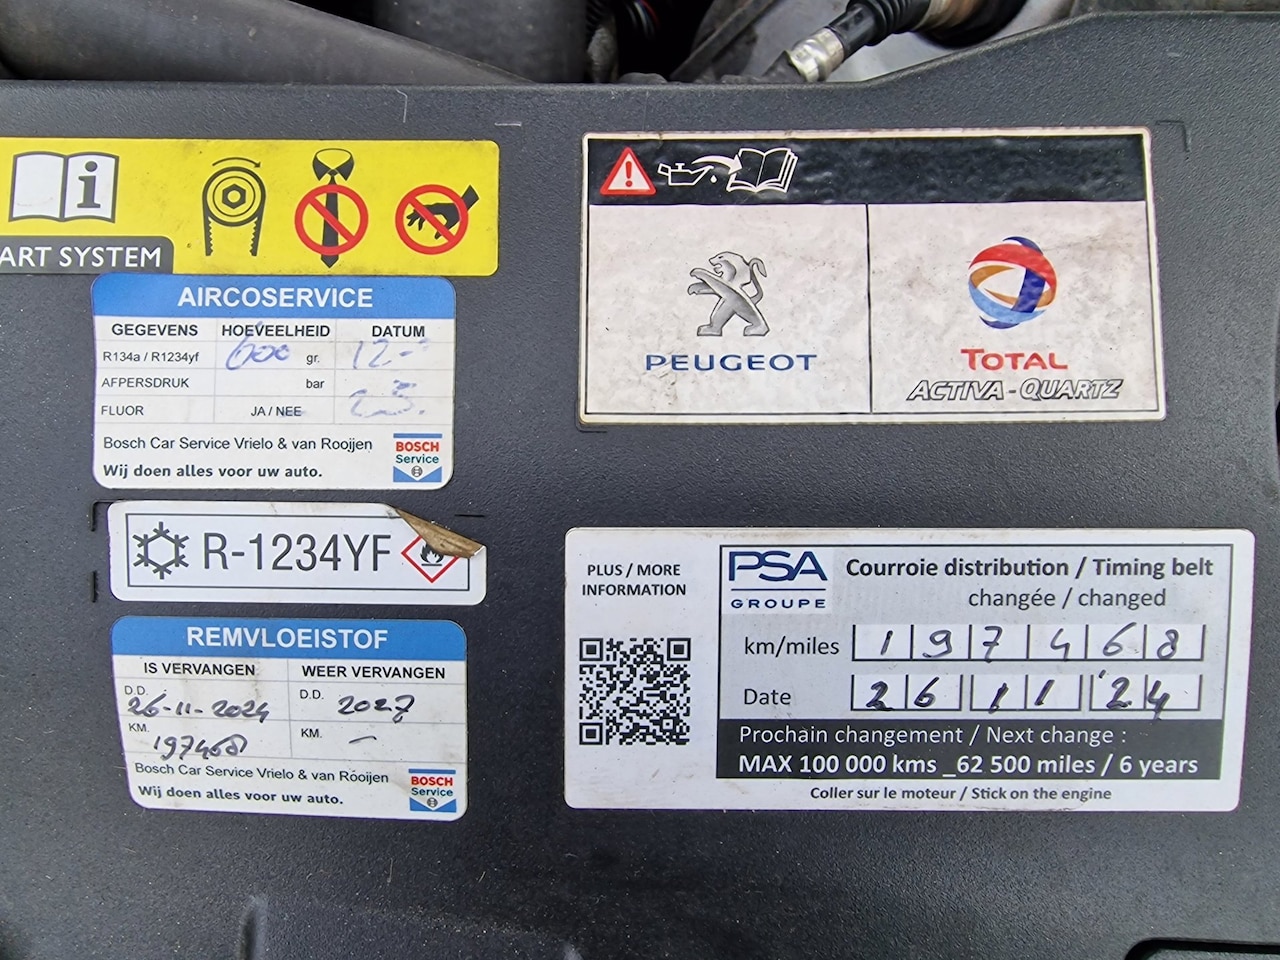 ART SYSTEM
AIRCOSERVICE
GEGEVENS HOEVEELHEID DATUM
R134a / R1234yf 600 gr. 12-
AFPERSDRUK bar
FLUOR JA / NEE 23.
Bosch Car Service Vrielo & van Rooijen
Wij doen alles voor uw auto.
BOSCH
Service
R-1234YF
REMVLOEISTOF
IS VERVANGEN WEER VERVANGEN
D.D. 26-11-2024 D.D. 2027
KM. 197468 KM. —
Bosch Car Service Vrielo & van Rooijen
Wij doen alles voor uw auto.
BOSCH
Service
PEUGEOT
TOTAL
ACTIVA-QUARTZ
PLUS / MORE
INFORMATION
PSA
GROUPE
Courroie distribution / Timing belt
changée / changed
km/miles 197468
Date 26 11 24
Prochain changement / Next change :
MAX 100 000 kms _62 500 miles / 6 years
Coller sur le moteur / Stick on the engine